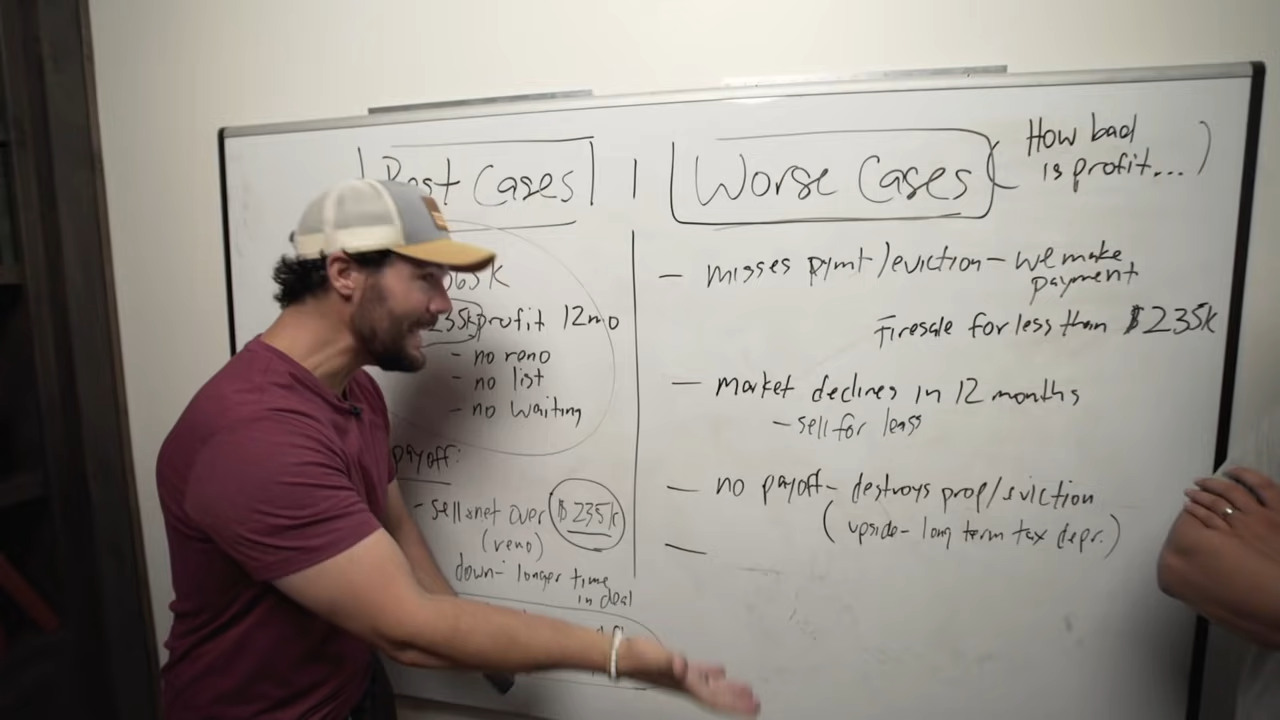 Best Cases
Worse Cases
(How bad
is profit...)
65k
235k profit 12mo
- no reno
- no list
- no waiting
payoff:
- sell & net over $235k
(reno)
down- longer time
in deal
- misses pymt/eviction - we make
payment
Firesale for less than $235k
- market declines in 12 months
- sell for less
- no payoff - destroys prop/eviction
(upside - long term tax depr.)
-